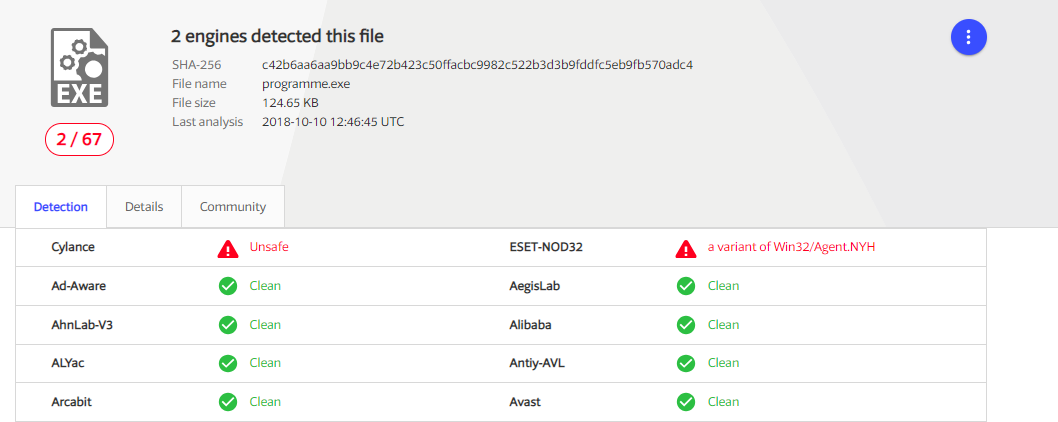 2 engines detected this file
SHA-256 c42b6aa6aa9bb9c4e72b423c50ffacbc9982c522b3d3b9fddfc5eb9fb570adc4
File name programme.exe
File size 124.65 KB
Last analysis 2018-10-10 12:46:45 UTC
EXE
2 / 67
Detection Details Community
Cylance Unsafe ESET-NOD32 a variant of Win32/Agent.NYH
Ad-Aware Clean AegisLab Clean
AhnLab-V3 Clean Alibaba Clean
ALYac Clean Antiy-AVL Clean
Arcabit Clean Avast Clean